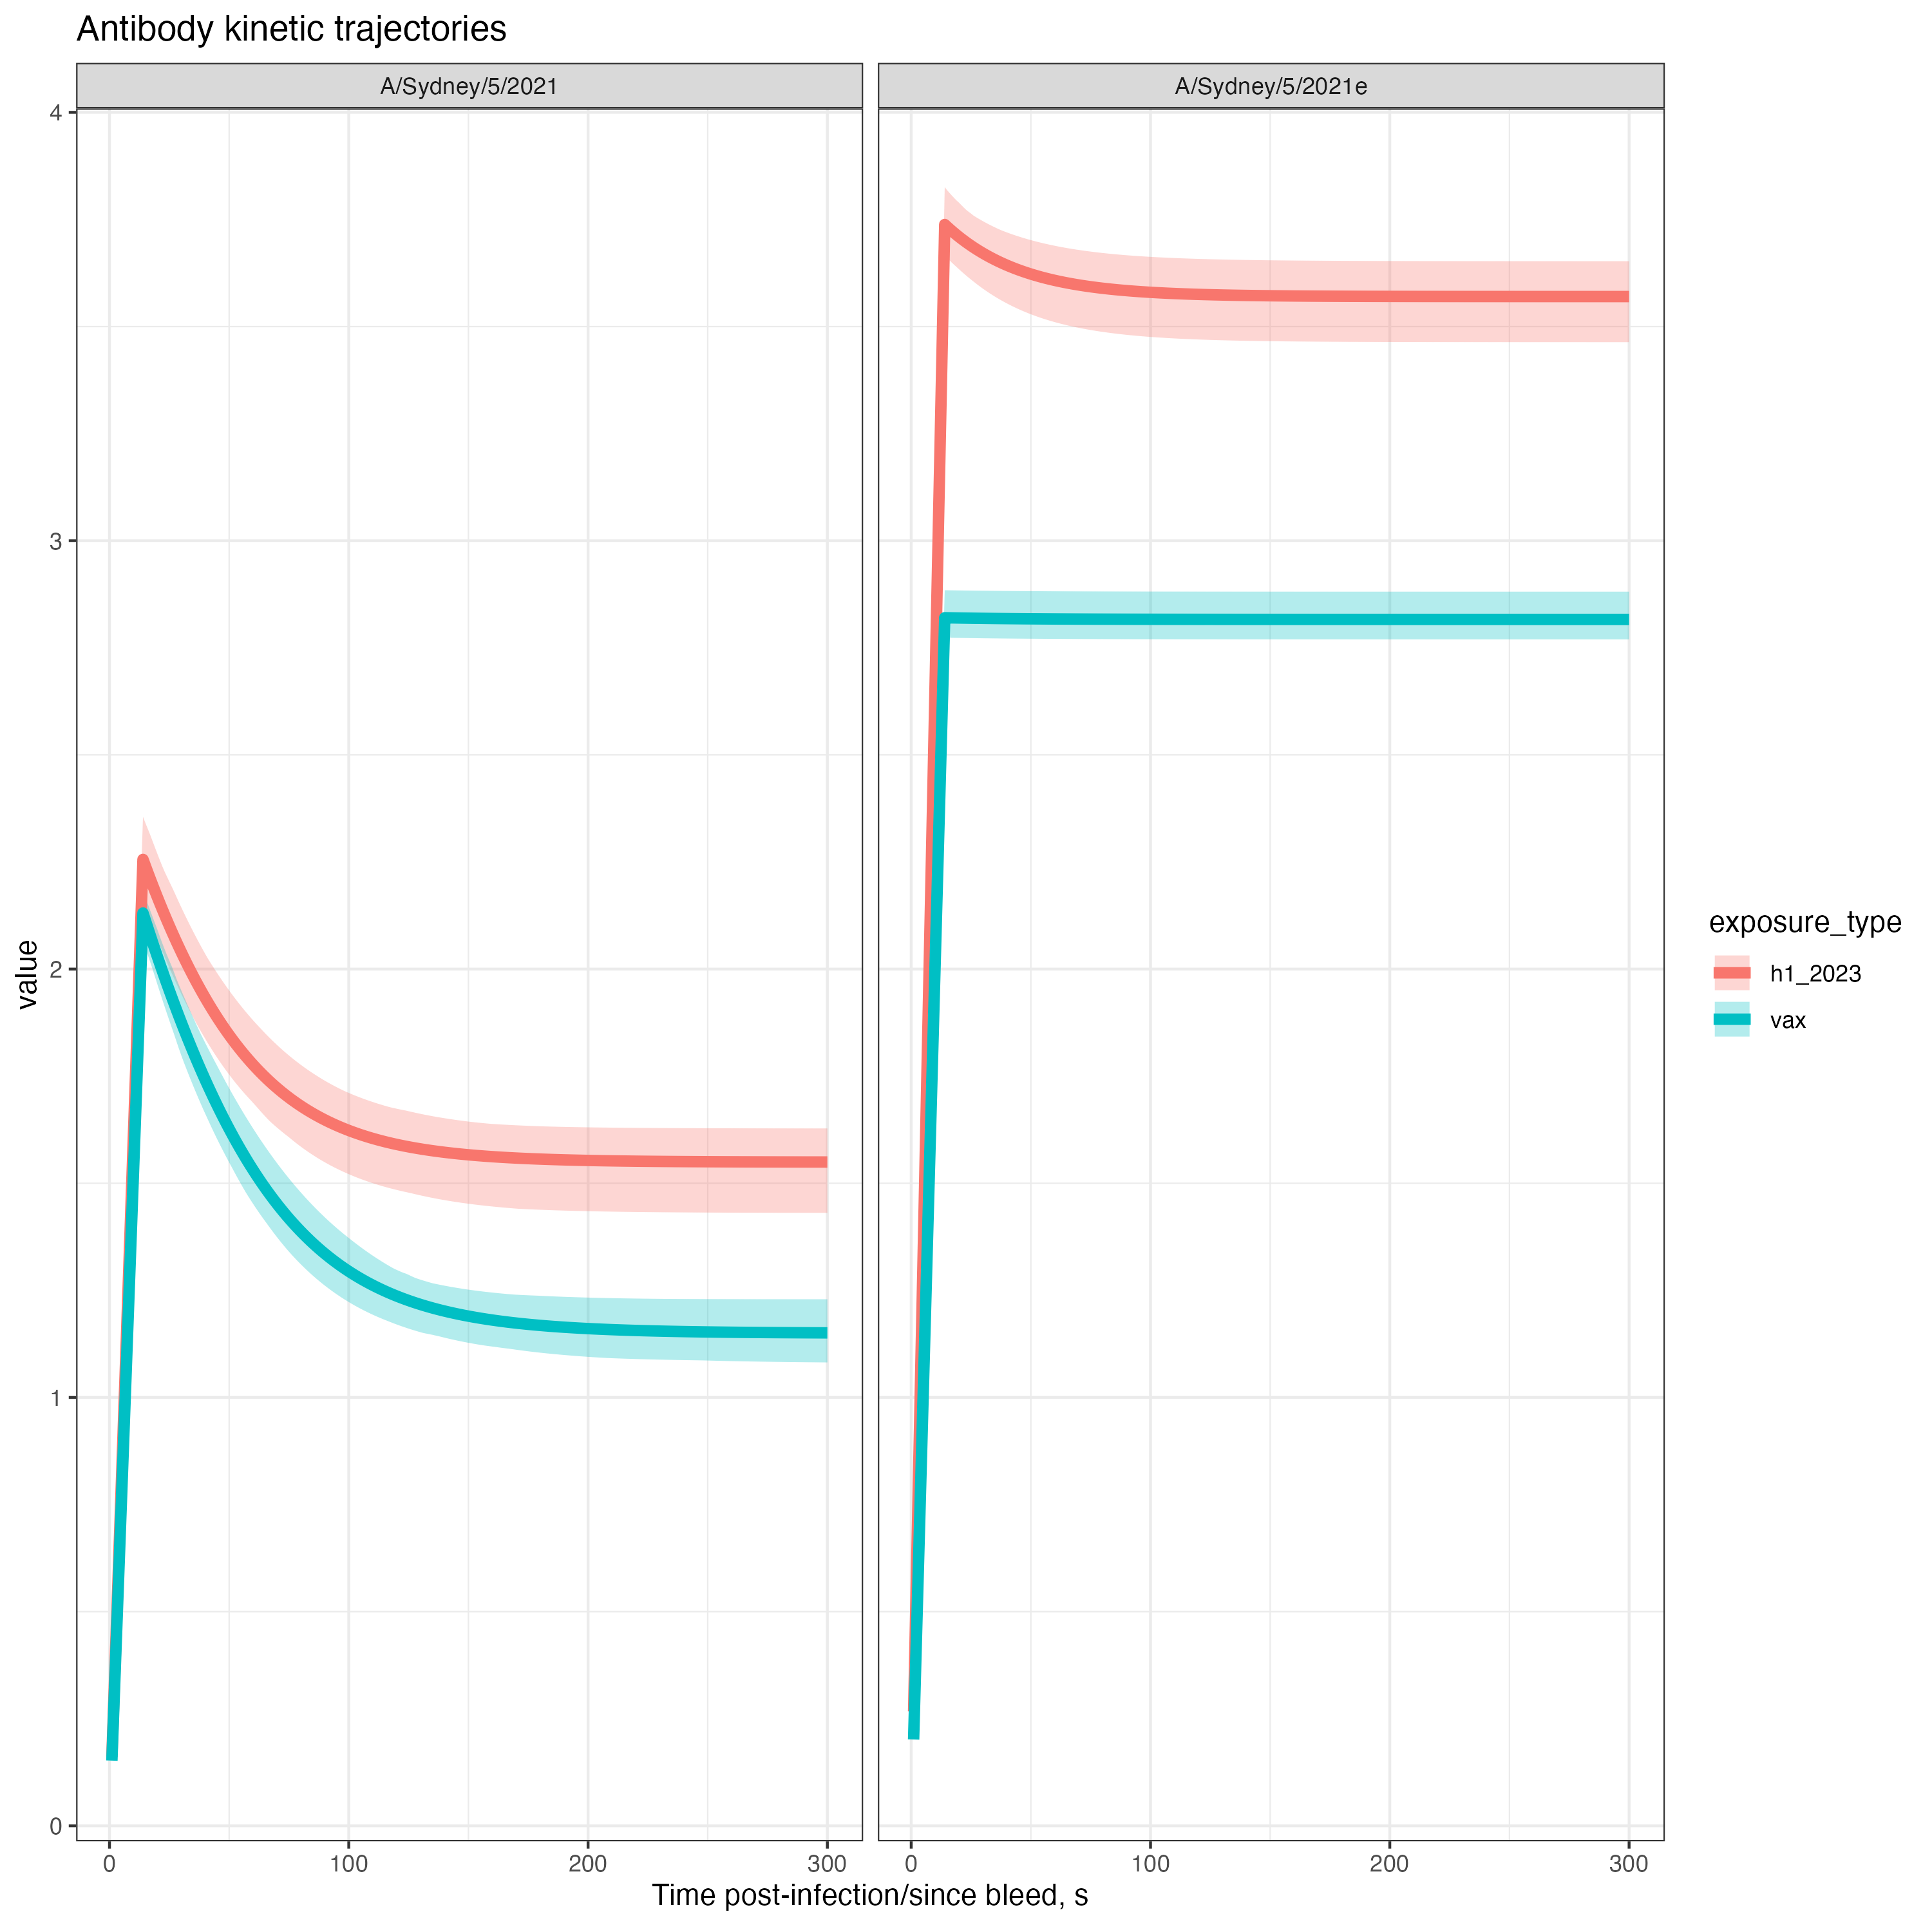 Antibody kinetic trajectories
A/Sydney/5/2021
A/Sydney/5/2021e
4
3
2
1
0
value
0 100 200 300
0 100 200 300
Time post-infection/since bleed, s
exposure_type
h1_2023
vax